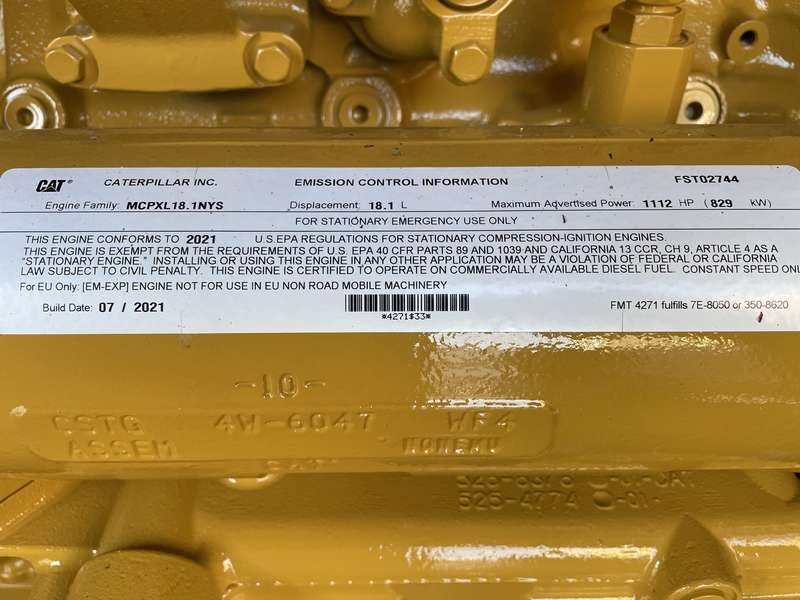 CAT® CATERPILLAR INC. EMISSION CONTROL INFORMATION FST02744
Engine Family: MCPXL18.1NYS Displacement: 18.1 L Maximum Advertised Power: 1112 HP ( 829 kW)
FOR STATIONARY EMERGENCY USE ONLY
THIS ENGINE CONFORMS TO 2021 U.S.EPA REGULATIONS FOR STATIONARY COMPRESSION-IGNITION ENGINES.
THIS ENGINE IS EXEMPT FROM THE REQUIREMENTS OF U.S. EPA 40 CFR PARTS 89 AND 1039 AND CALIFORNIA 13 CCR, CH 9, ARTICLE 4 AS A
"STATIONARY ENGINE." INSTALLING OR USING THIS ENGINE IN ANY OTHER APPLICATION MAY BE A VIOLATION OF FEDERAL OR CALIFORNIA
LAW SUBJECT TO CIVIL PENALTY. THIS ENGINE IS CERTIFIED TO OPERATE ON COMMERCIALLY AVAILABLE DIESEL FUEL. CONSTANT SPEED ONL
For EU Only: [EM-EXP] ENGINE NOT FOR USE IN EU NON ROAD MOBILE MACHINERY
Build Date: 07 / 2021 FMT 4271 fulfills 7E-8050 or 350-8620
*4271$33*
-10-
CSTG 4W-6047 WF4
ASSEM
525-4774 -01-